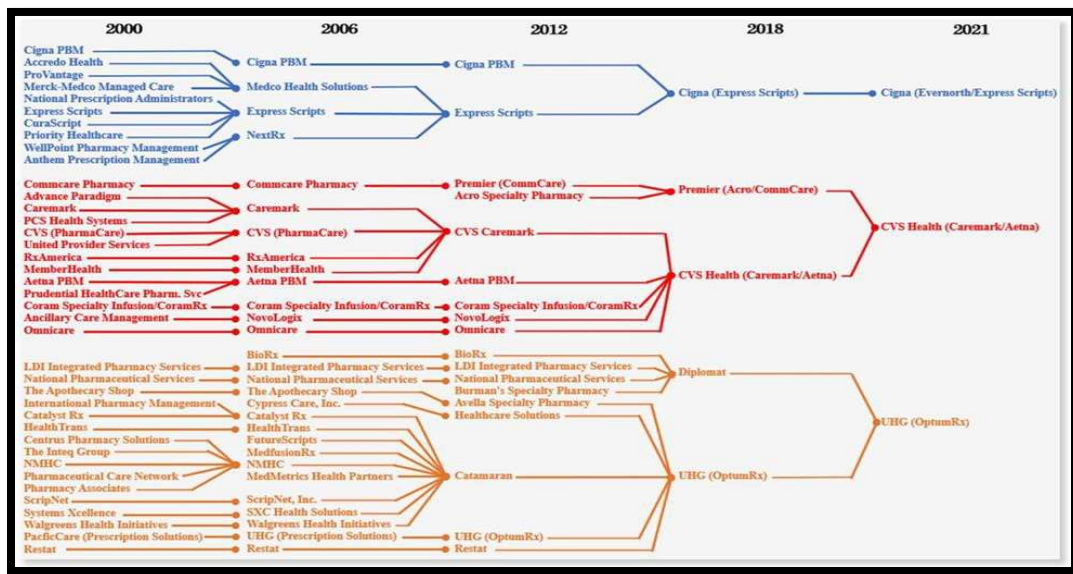 2000 2006 2012 2018 2021
Cigna PBM
Accredo Health
ProVantage
Merck-Medco Managed Care
National Prescription Administrators
Express Scripts
CuraScript
Priority Healthcare
WellPoint Pharmacy Management
Anthem Prescription Management
Cigna PBM
Medco Health Solutions
Express Scripts
NextRx
Cigna PBM
Express Scripts
Cigna (Express Scripts)
Cigna (Evernorth/Express Scripts)
Commcare Pharmacy
Advance Paradigm
Caremark
PCS Health Systems
CVS (PharmaCare)
United Provider Services
RxAmerica
MemberHealth
Aetna PBM
Prudential HealthCare Pharm. Svc
Coram Specialty Infusion/CoramRx
Ancillary Care Management
Omnicare
Commcare Pharmacy
Caremark
CVS (PharmaCare)
RxAmerica
MemberHealth
Aetna PBM
Coram Specialty Infusion/CoramRx
NovoLogix
Omnicare
Premier (CommCare)
Acro Specialty Pharmacy
CVS Caremark
Aetna PBM
Coram Specialty Infusion/CoramRx
NovoLogix
Omnicare
Premier (Acro/CommCare)
CVS Health (Caremark/Aetna)
CVS Health (Caremark/Aetna)
LDI Integrated Pharmacy Services
National Pharmaceutical Services
The Apothecary Shop
International Pharmacy Management
Catalyst Rx
HealthTrans
Centrus Pharmacy Solutions
The Inteq Group
NMHC
Pharmaceutical Care Network
Pharmacy Associates
ScripNet
Systems Xcellence
Walgreens Health Initiatives
PacficCare (Prescription Solutions)
Restat
BioRx
LDI Integrated Pharmacy Services
National Pharmaceutical Services
The Apothecary Shop
Cypress Care, Inc.
Catalyst Rx
HealthTrans
FutureScripts
MedfusionRx
NMHC
MedMetrics Health Partners
ScripNet, Inc.
SXC Health Solutions
Walgreens Health Initiatives
UHG (Prescription Solutions)
Restat
BioRx
LDI Integrated Pharmacy Services
National Pharmaceutical Services
Burman's Specialty Pharmacy
Avella Specialty Pharmacy
Healthcare Solutions
Catamaran
UHG (OptumRx)
Restat
Diplomat
UHG (OptumRx)
UHG (OptumRx)